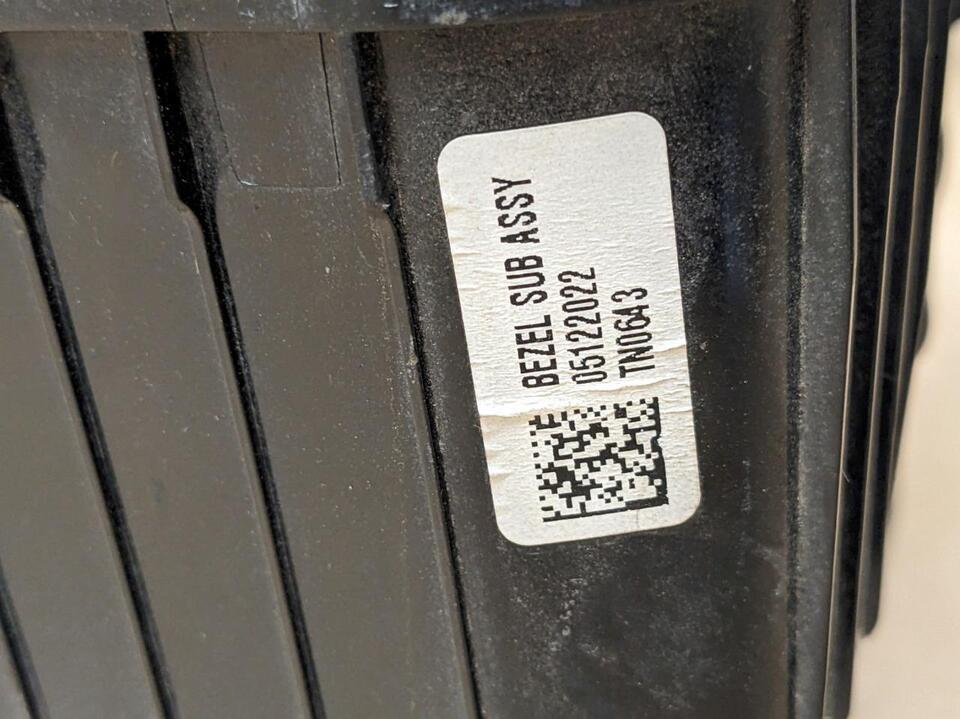 BEZEL SUB ASSY
05122022
TN0643